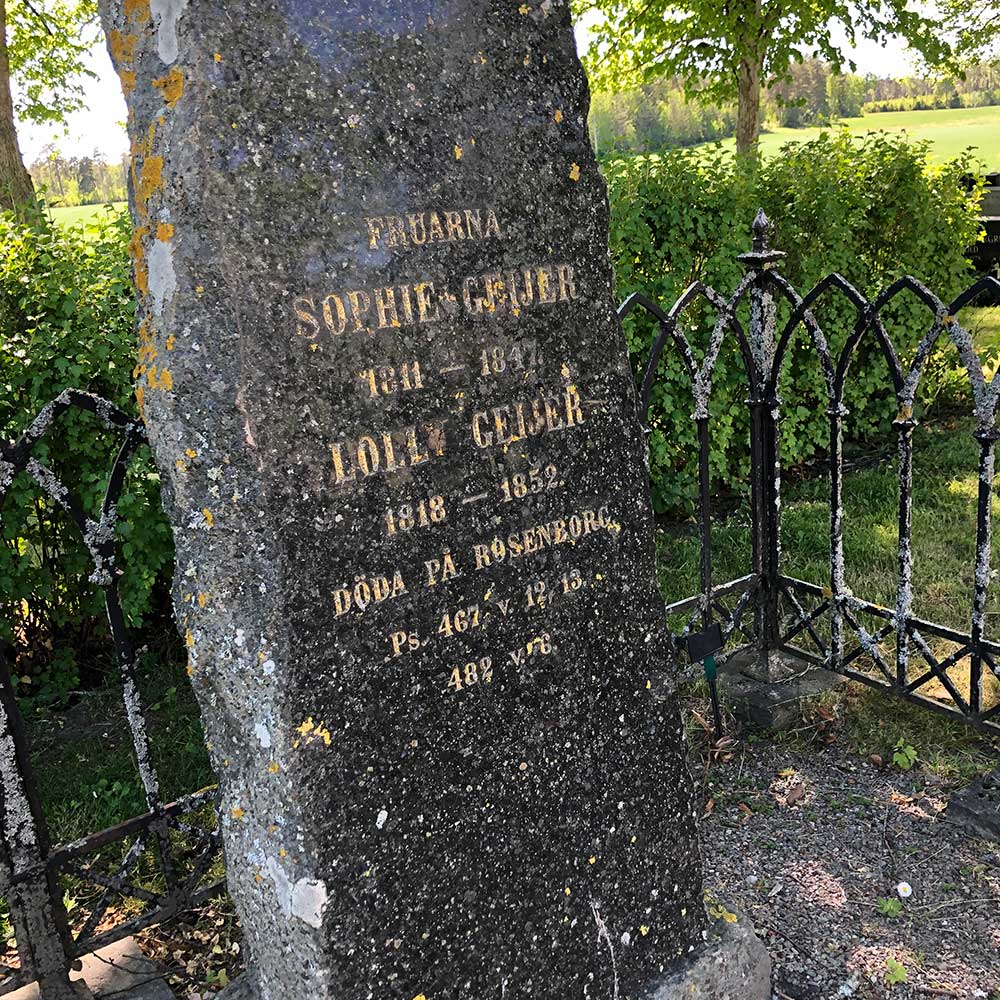 FRUARNA
SOPHIE GEIJER
1811 — 1847.
LOLLY GEIJER
1818 — 1852.
DÖDA PÅ ROSENBORG.
Ps. 467 v. 12, 13.
482 v. 6.